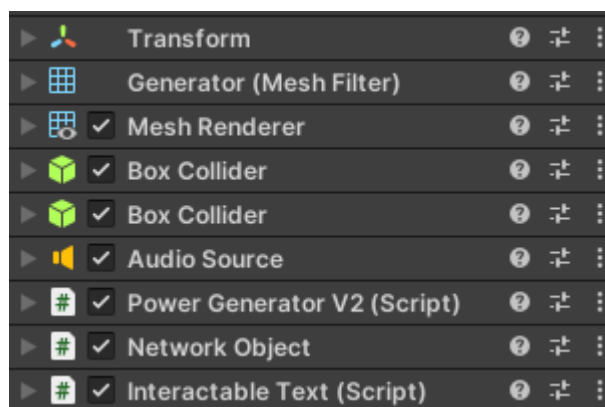 Transform
Generator (Mesh Filter)
Mesh Renderer
Box Collider
Box Collider
Audio Source
# Power Generator V2 (Script)
# Network Object
# Interactable Text (Script)